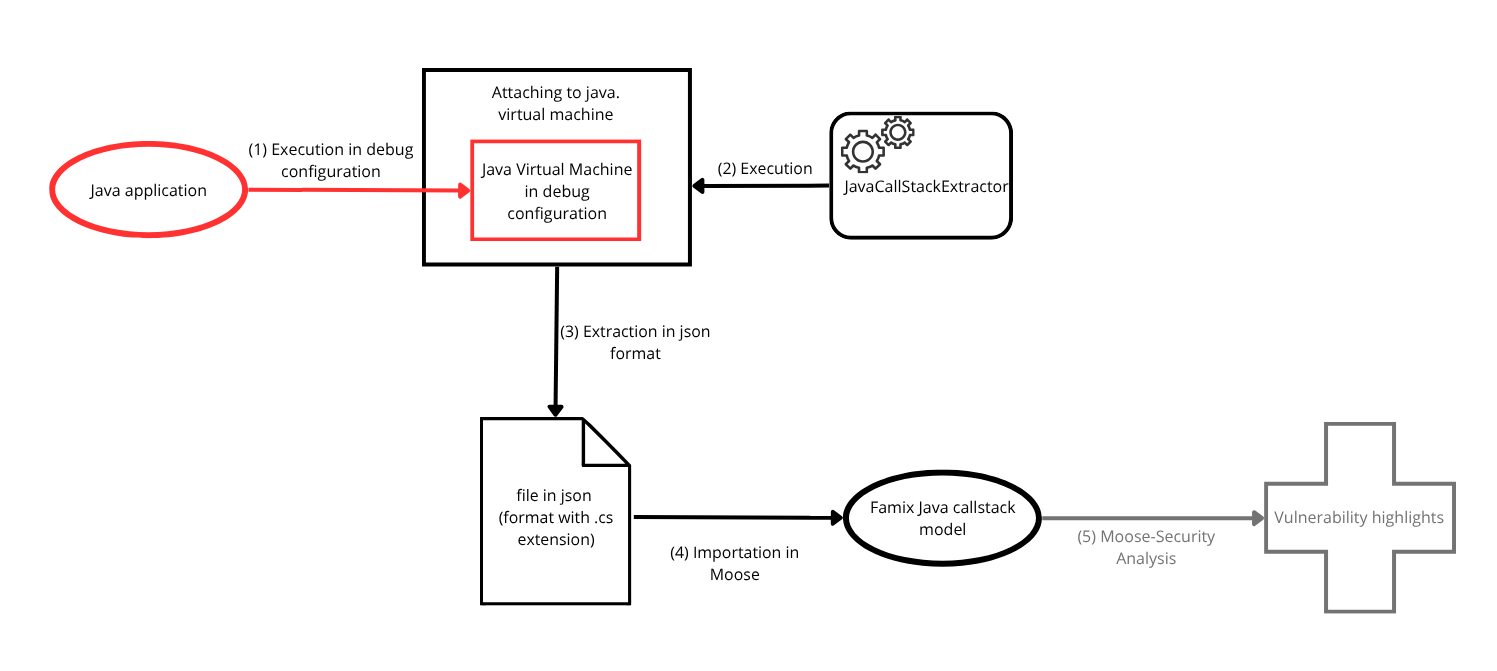 Attaching to java.
virtual machine
(1) Execution in debug
configuration
Java application
Java Virtual Machine
in debug
configuration
(2) Execution
JavaCallStackExtractor
(3) Extraction in json
format
file in json
(format with .cs
extension)
(4) Importation in
Moose
Famix Java callstack
model
(5) Moose-Security
Analysis
Vulnerability highlights